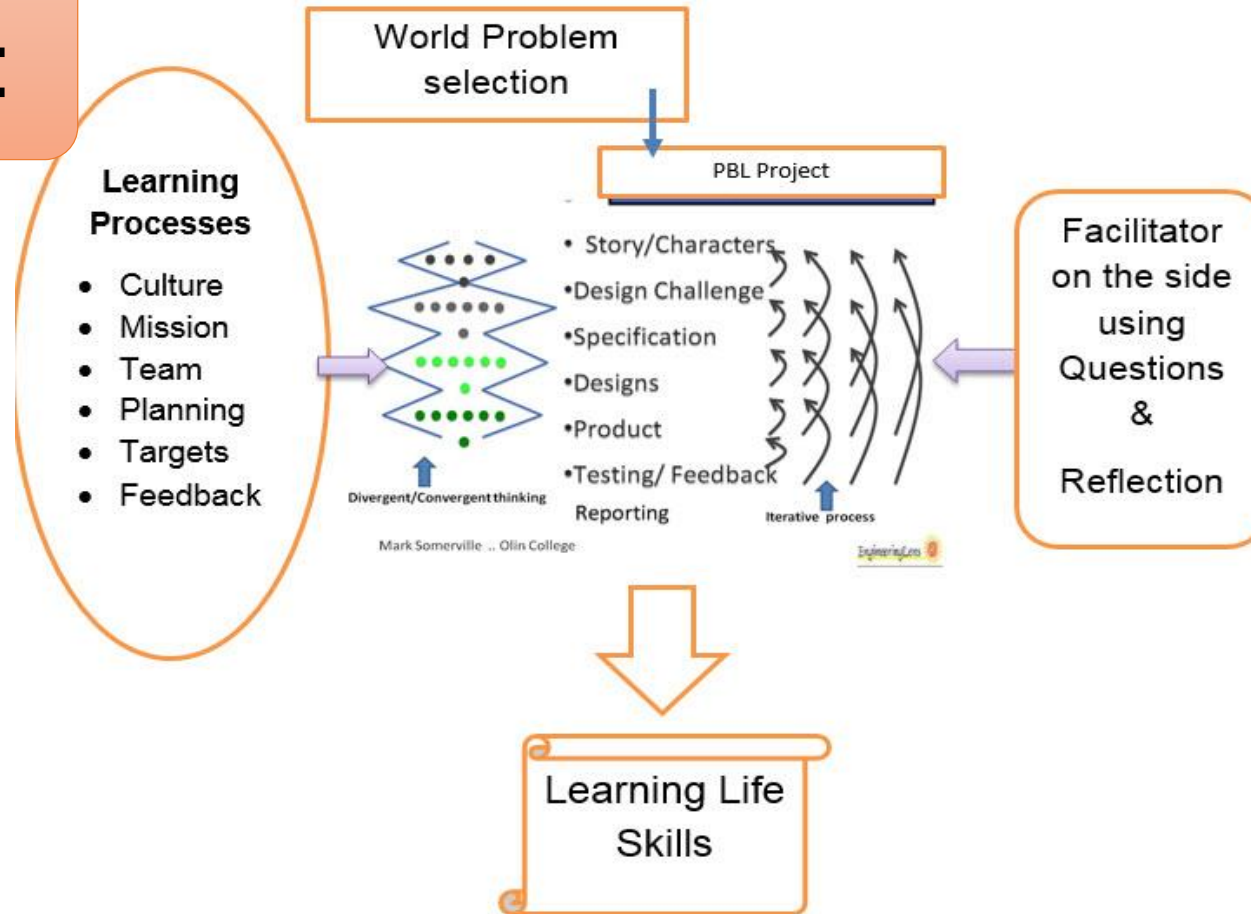 World Problem
selection
PBL Project
Learning
Processes
• Culture
• Mission
• Team
• Planning
• Targets
• Feedback
• Story/Characters
•Design Challenge
•Specification
•Designs
•Product
•Testing/ Feedback
Reporting
Divergent/Convergent thinking
Iterative process
Mark Somerville .. Olin College
EngineeringLens
Facilitator
on the side
using
Questions
&
Reflection
Learning Life
Skills